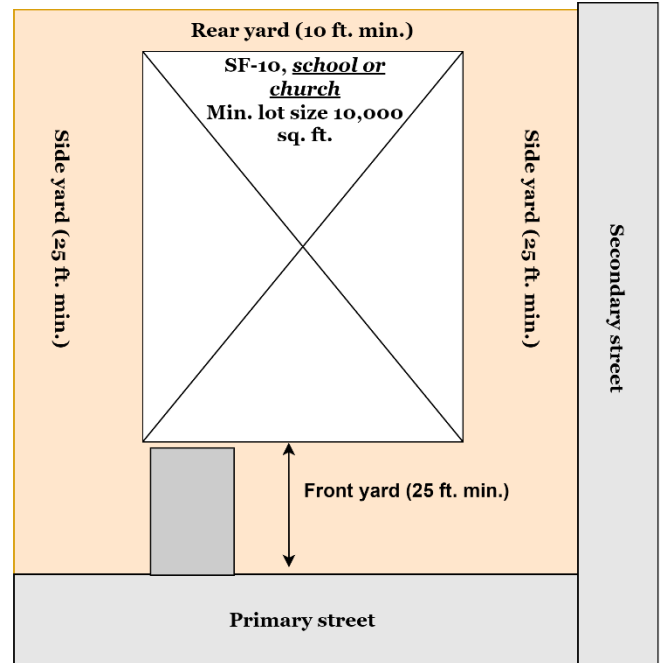 Rear yard (10 ft. min.)
SF-10, school or
church
Min. lot size 10,000
sq. ft.
Side yard (25 ft. min.)
Side yard (25 ft. min.)
Secondary street
Front yard (25 ft. min.)
Primary street